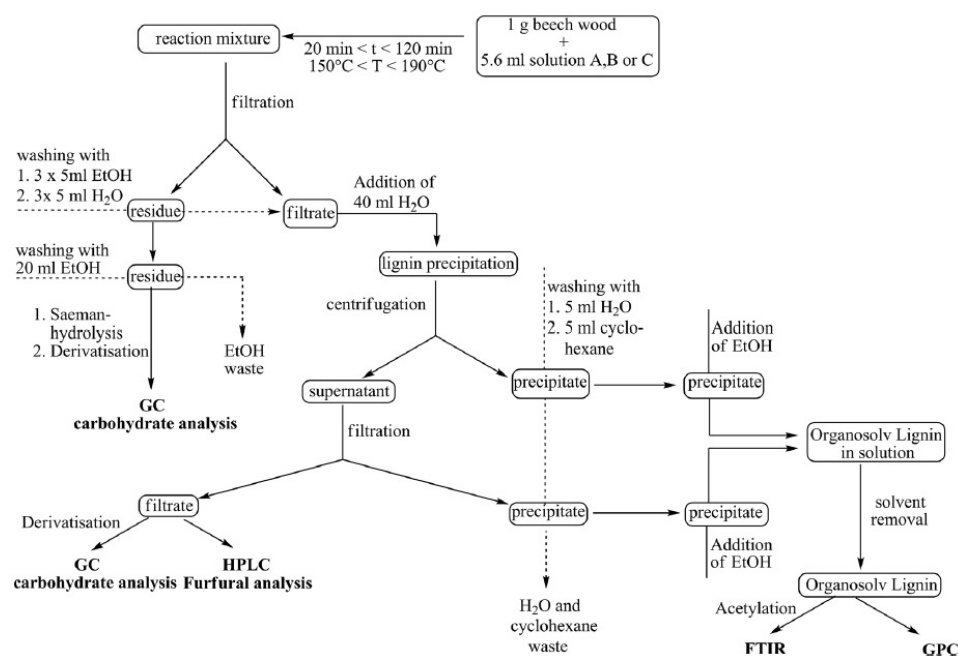 reaction mixture
20 min < t < 120 min
150°C < T < 190°C
1 g beech wood
+
5.6 ml solution A,B or C
filtration
washing with
1. 3 x 5ml EtOH
2. 3x 5 ml H₂O
residue
filtrate
Addition of
40 ml H₂O
washing with
20 ml EtOH
residue
lignin precipitation
centrifugation
washing with
1. 5 ml H₂O
2. 5 ml cyclo-
hexane
Addition
of EtOH
1. Saeman-
hydrolysis
2. Derivatisation
EtOH
waste
GC
carbohydrate analysis
supernatant
precipitate
precipitate
filtration
Organosolv Lignin
in solution
filtrate
precipitate
precipitate
solvent
removal
Derivatisation
GC
carbohydrate analysis
HPLC
Furfural analysis
Addition
of EtOH
H₂O and
cyclohexane
waste
Organosolv Lignin
Acetylation
FTIR
GPC